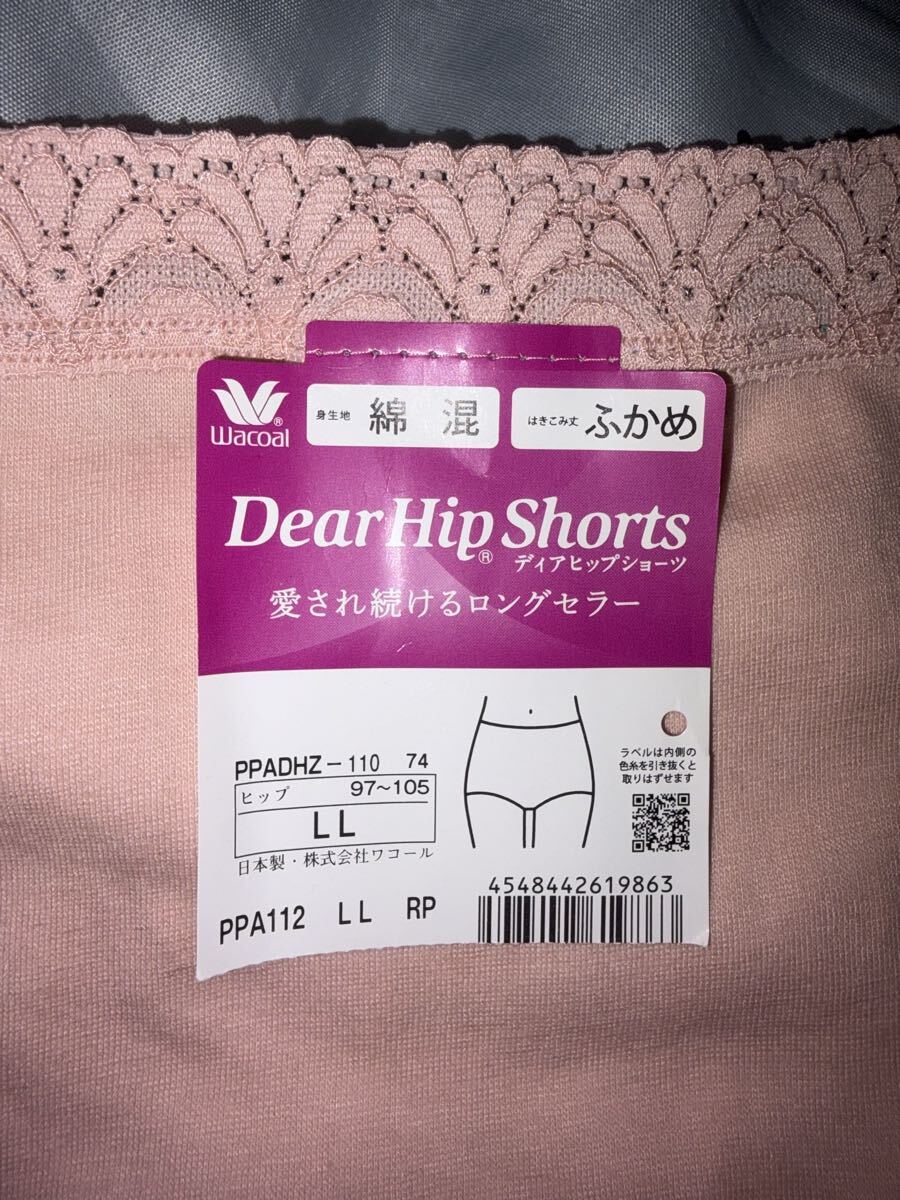 Wacoal®
身生地 綿 混
はきこみ丈 ふかめ
Dear Hip® Shorts
ディアヒップショーツ
愛され続けるロングセラー
PPADHZ-110 74
ヒップ 97~105
LL
日本製・株式会社ワコール
PPA112 LL RP
ラベルは内側の
色糸を引き抜くと
取りはずせます
4548442619863